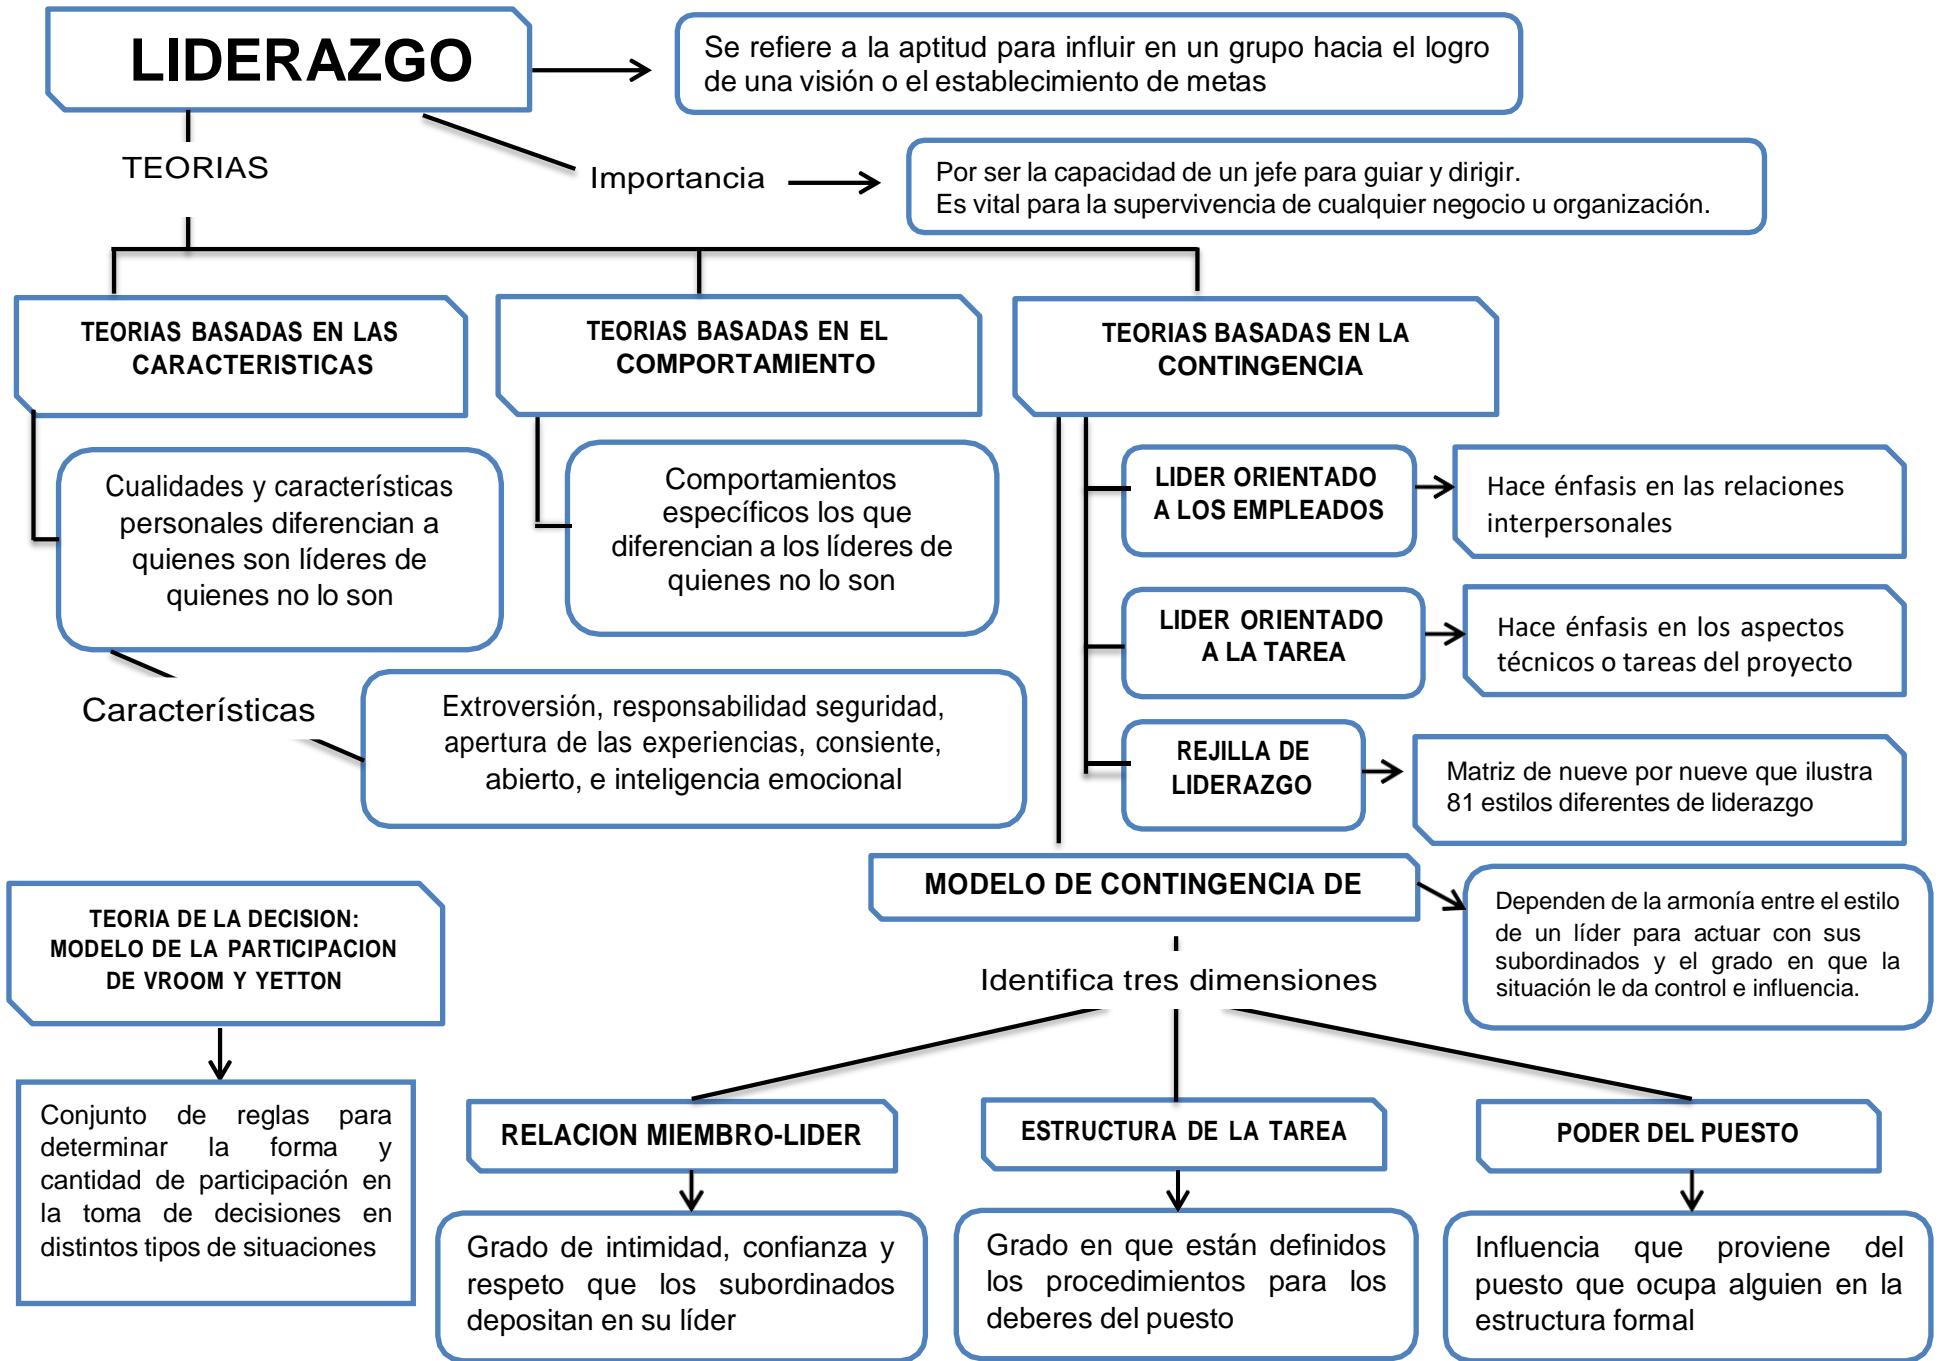 LIDERAZGO
Se refiere a la aptitud para influir en un grupo hacia el logro
de una visión o el establecimiento de metas
TEORIAS
Importancia
Por ser la capacidad de un jefe para guiar y dirigir.
Es vital para la supervivencia de cualquier negocio u organización.
TEORIAS BASADAS EN LAS
CARACTERISTICAS
TEORIAS BASADAS EN EL
COMPORTAMIENTO
TEORIAS BASADAS EN LA
CONTINGENCIA
Cualidades y característícas
personales diferencian a
quienes son líderes de
quienes no lo son
Comportamientos
específicos los que
diferencian a los líderes de
quienes no lo son
LIDER ORIENTADO
A LOS EMPLEADOS
Hace énfasis en las relaciones
interpersonales
LIDER ORIENTADO
A LA TAREA
Hace énfasis en los aspectos
técnicos o tareas del proyecto
Característícas
Extroversión, responsabilidad seguridad,
apertura de las experiencias, consiente,
abierto, e inteligencia emocional
REJILLA DE
LIDERAZGO
Matriz de nueve por nueve que ilustra
81 estilos diferentes de liderazgo
MODELO DE CONTINGENCIA DE
Dependen de la armonía entre el estilo
de un líder para actuar con sus
subordinados y el grado en que la
situación le da control e influencia.
TEORIA DE LA DECISION:
MODELO DE LA PARTICIPACION
DE VROOM Y YETTON
Identifica tres dimensiones
Conjunto de reglas para
determinar la forma y
cantidad de participación en
la toma de decisiones en
distintos tipos de situaciones
RELACION MIEMBRO-LIDER
ESTRUCTURA DE LA TAREA
PODER DEL PUESTO
Grado de intimidad, confianza y
respeto que los subordinados
depositan en su líder
Grado en que están definidos
los procedimientos para los
deberes del puesto
Influencia que proviene del
puesto que ocupa alguien en la
estructura formal